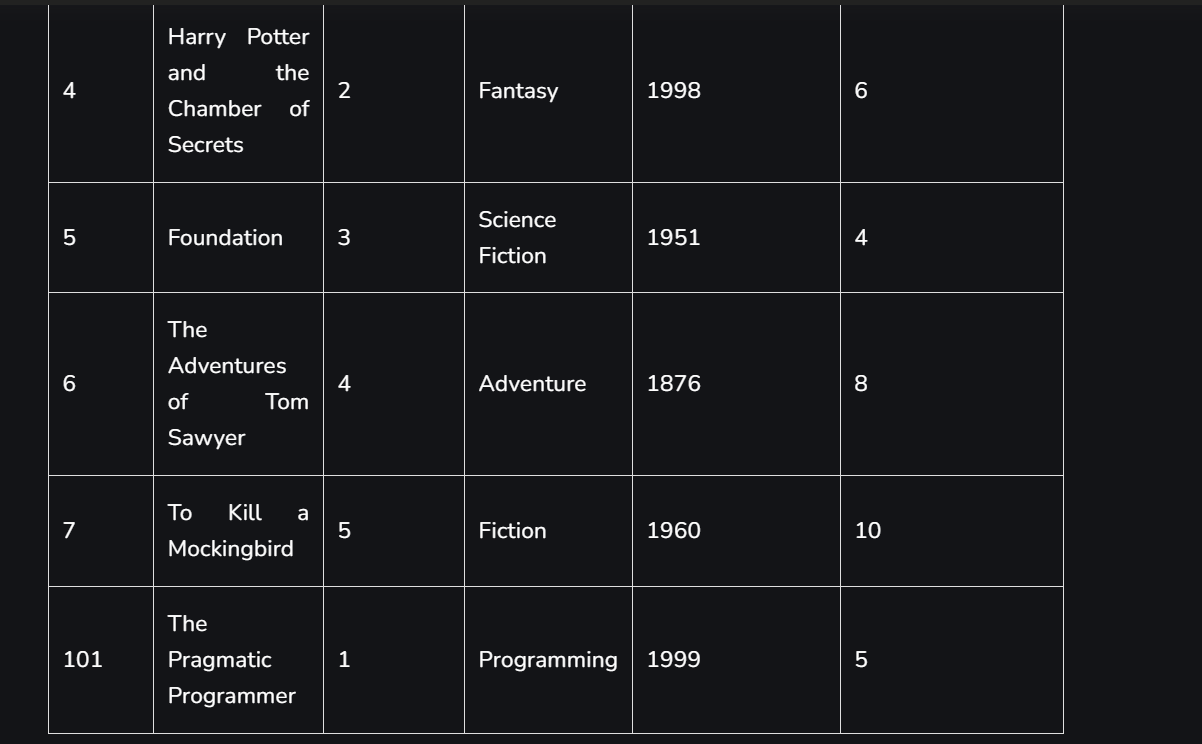 4
Harry Potter
and the
Chamber of
Secrets
2
Fantasy
1998
6
5
Foundation
3
Science
Fiction
1951
4
6
The
Adventures
of Tom
Sawyer
4
Adventure
1876
8
7
To Kill a
Mockingbird
5
Fiction
1960
10
101
The
Pragmatic
Programmer
1
Programming
1999
5